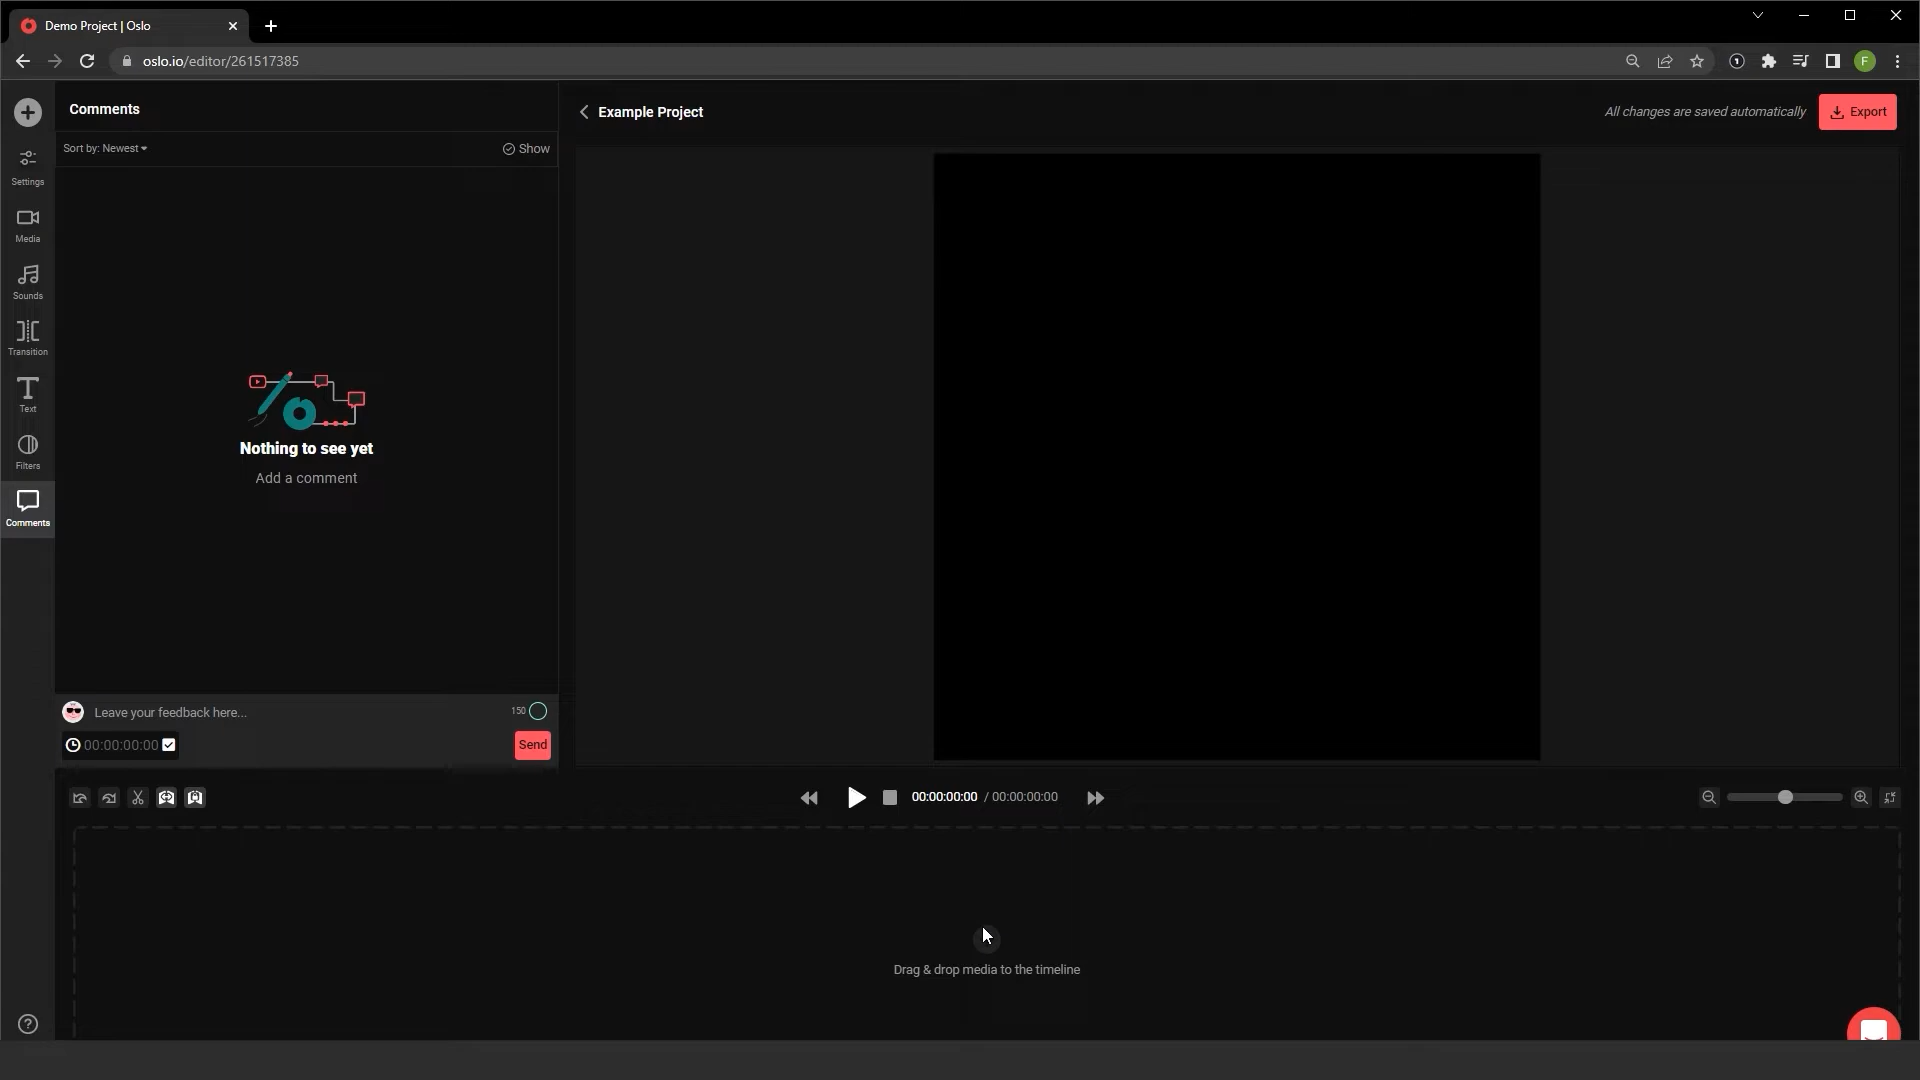 Demo Project | Oslo
oslo.io/editor/261517385
F
Comments
Sort by: Newest
Show
Example Project
All changes are saved automatically
Export
Settings
Media
Sounds
Transition
Text
Filters
Comments
Nothing to see yet
Add a comment
Leave your feedback here...
150
00:00:00:00
Send
00:00:00:00 / 00:00:00:00
Drag & drop media to the timeline